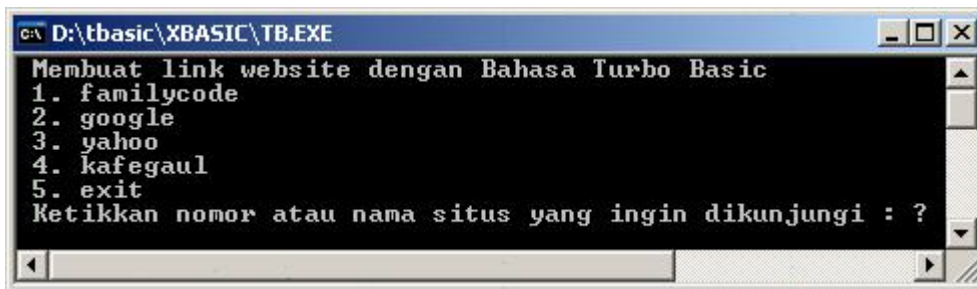 D:\tbasic\XBASIC\TB.EXE
Membuat link website dengan Bahasa Turbo Basic
1. familycode
2. google
3. yahoo
4. kafegaul
5. exit
Ketikkan nomor atau nama situs yang ingin dikunjungi : ?